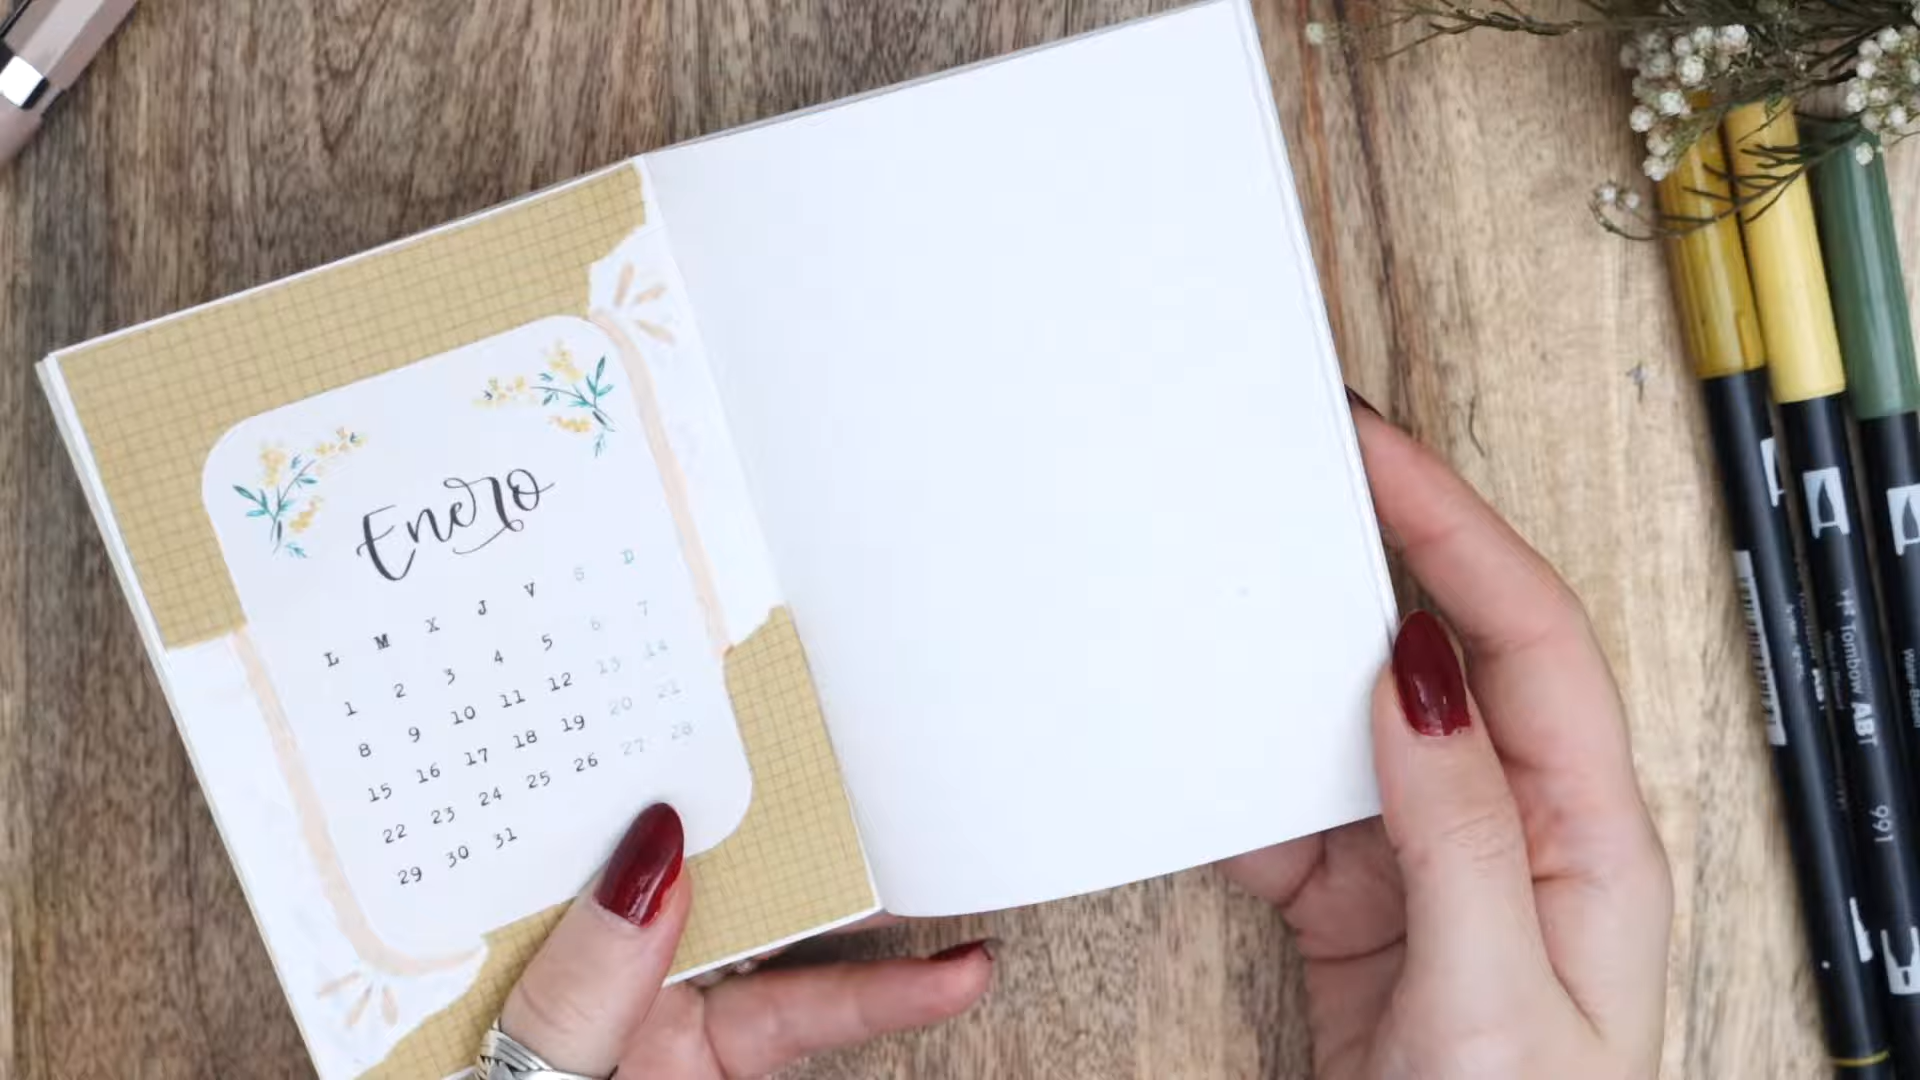 Enero
L M X J V S D
1 2 3 4 5 6 7
8 9 10 11 12 13 14
15 16 17 18 19 20 21
22 23 24 25 26 27 28
29 30 31
Tombow ABT
991